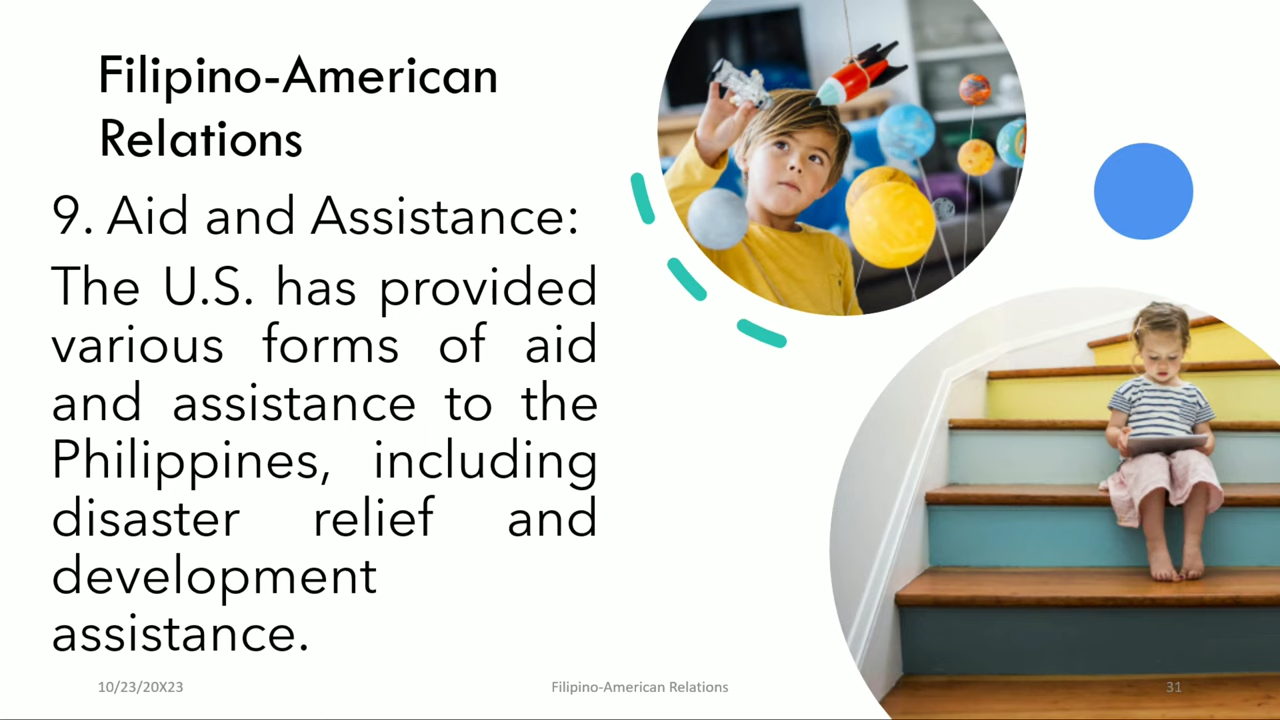 Filipino-American
Relations
9. Aid and Assistance:
The U.S. has provided
various forms of aid
and assistance to the
Philippines, including
disaster relief and
development
assistance.
10/23/20X23
Filipino-American Relations
31